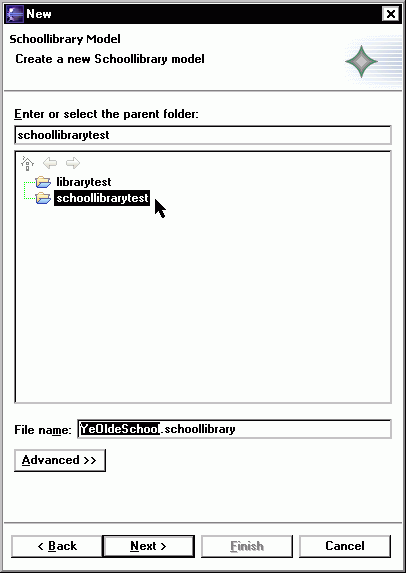 New
Schoollibrary Model
Create a new Schoollibrary model
Enter or select the parent folder:
schoollibrarytest
librarytest
schoollibrarytest
File name: YeOldeSchool.schoollibrary
Advanced >>
< Back Next > Finish Cancel